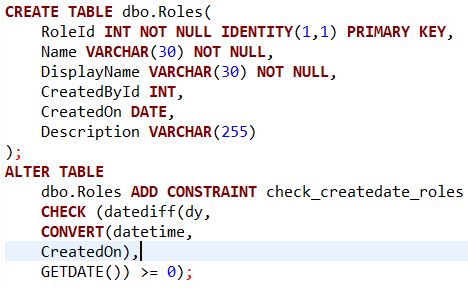 CREATE TABLE dbo.Roles(
    RoleId INT NOT NULL IDENTITY(1,1) PRIMARY KEY,
    Name VARCHAR(30) NOT NULL,
    DisplayName VARCHAR(30) NOT NULL,
    CreatedById INT,
    CreatedOn DATE,
    Description VARCHAR(255)
);
ALTER TABLE
    dbo.Roles ADD CONSTRAINT check_createdate_roles
    CHECK (datediff(dy,
    CONVERT(datetime,
    CreatedOn),
    GETDATE()) >= 0);